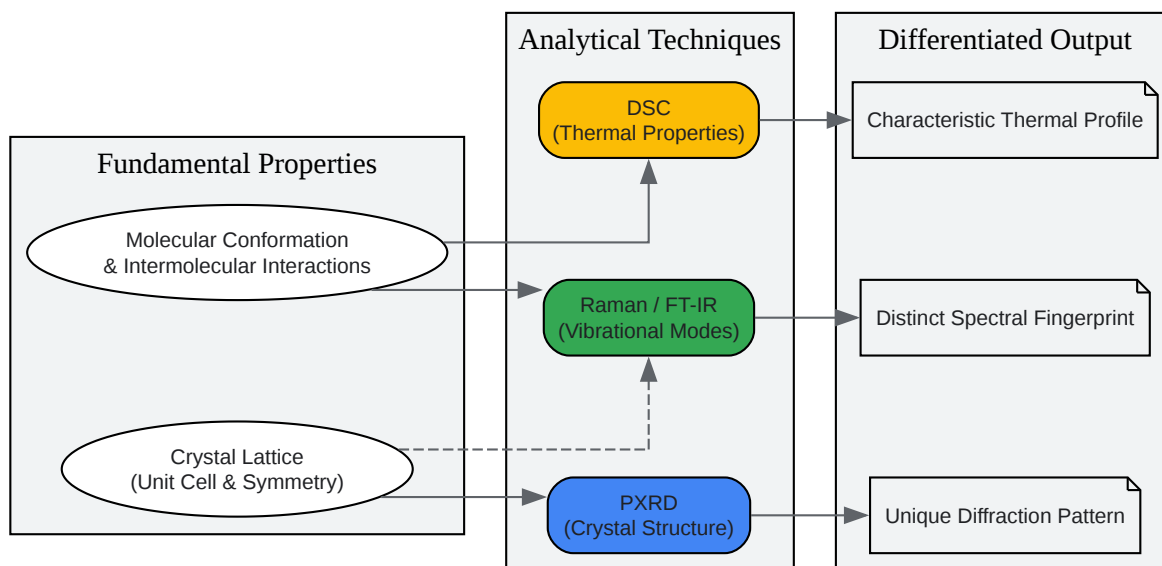 Fundamental Properties
Molecular Conformation
& Intermolecular Interactions
Crystal Lattice
(Unit Cell & Symmetry)
Analytical Techniques
DSC
(Thermal Properties)
Raman / FT-IR
(Vibrational Modes)
PXRD
(Crystal Structure)
Differentiated Output
Characteristic Thermal Profile
Distinct Spectral Fingerprint
Unique Diffraction Pattern